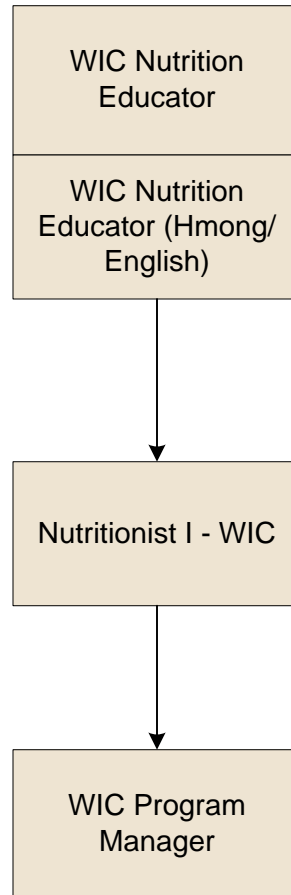 WIC Nutrition
Educator
WIC Nutrition
Educator (Hmong/
English)
Nutritionist I - WIC
WIC Program
Manager